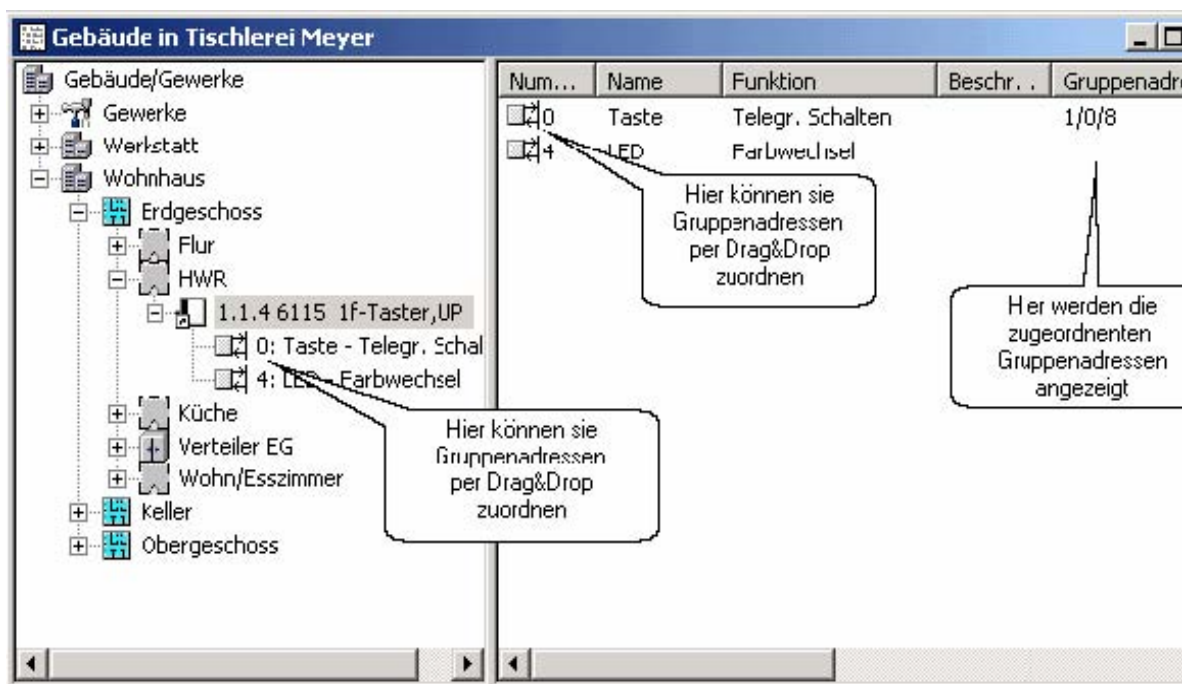 Gebäude in Tischlerei Meyer
Gebäude/Gewerke
Gewerke
Werkstatt
Wohnhaus
Erdgeschoss
Flur
HWR
1.1.4 6115 1f-Taster,UP
0: Taste - Telegr. Schal
4: LED - Farbwechsel
Küche
Verteiler EG
Wohn/Esszimmer
Keller
Obergeschoss
Hier können sie
Gruppenadressen
per Drag&Drop
zuordnen
Num... Name Funktion Beschr... Gruppenadre
0 Taste Telegr. Schalten 1/0/8
4 LED Farbwechsel
Hier können sie
Gruppenadressen
per Drag&Drop
zuordnen
Hier werden die
zugeordnenten
Gruppenadressen
angezeigt